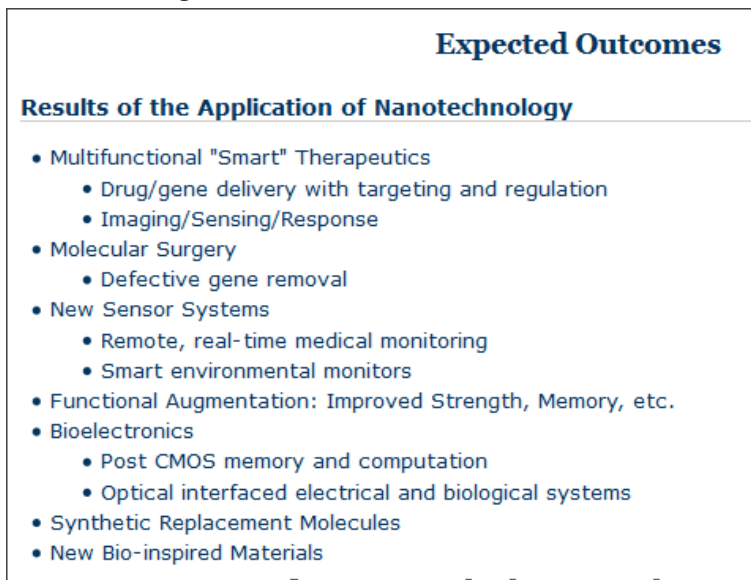 Expected Outcomes
Results of the Application of Nanotechnology
• Multifunctional "Smart" Therapeutics
• Drug/gene delivery with targeting and regulation
• Imaging/Sensing/Response
• Molecular Surgery
• Defective gene removal
• New Sensor Systems
• Remote, real-time medical monitoring
• Smart environmental monitors
• Functional Augmentation: Improved Strength, Memory, etc.
• Bioelectronics
• Post CMOS memory and computation
• Optical interfaced electrical and biological systems
• Synthetic Replacement Molecules
• New Bio-inspired Materials